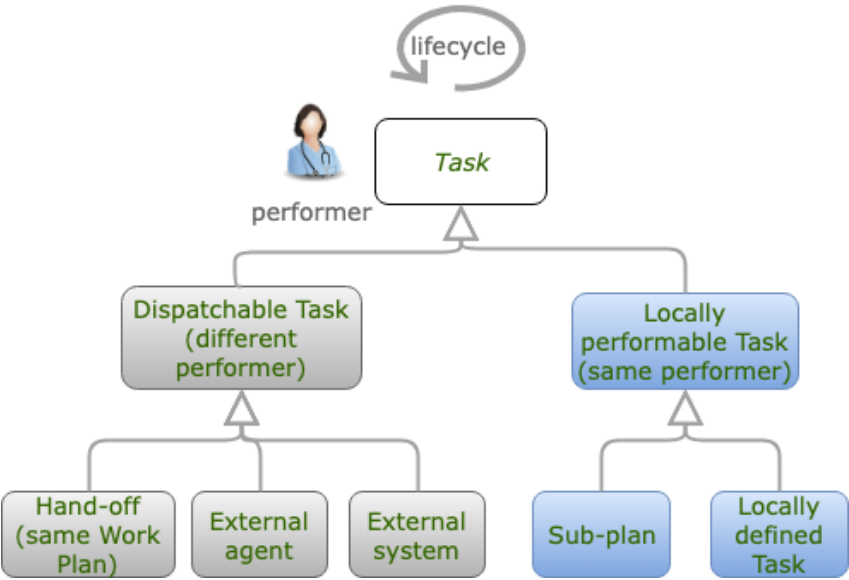 lifecycle
Task
performer
Dispatchable Task
(different
performer)
Locally
performable Task
(same performer)
Hand-off
(same Work
Plan)
External
agent
External
system
Sub-plan
Locally
defined
Task